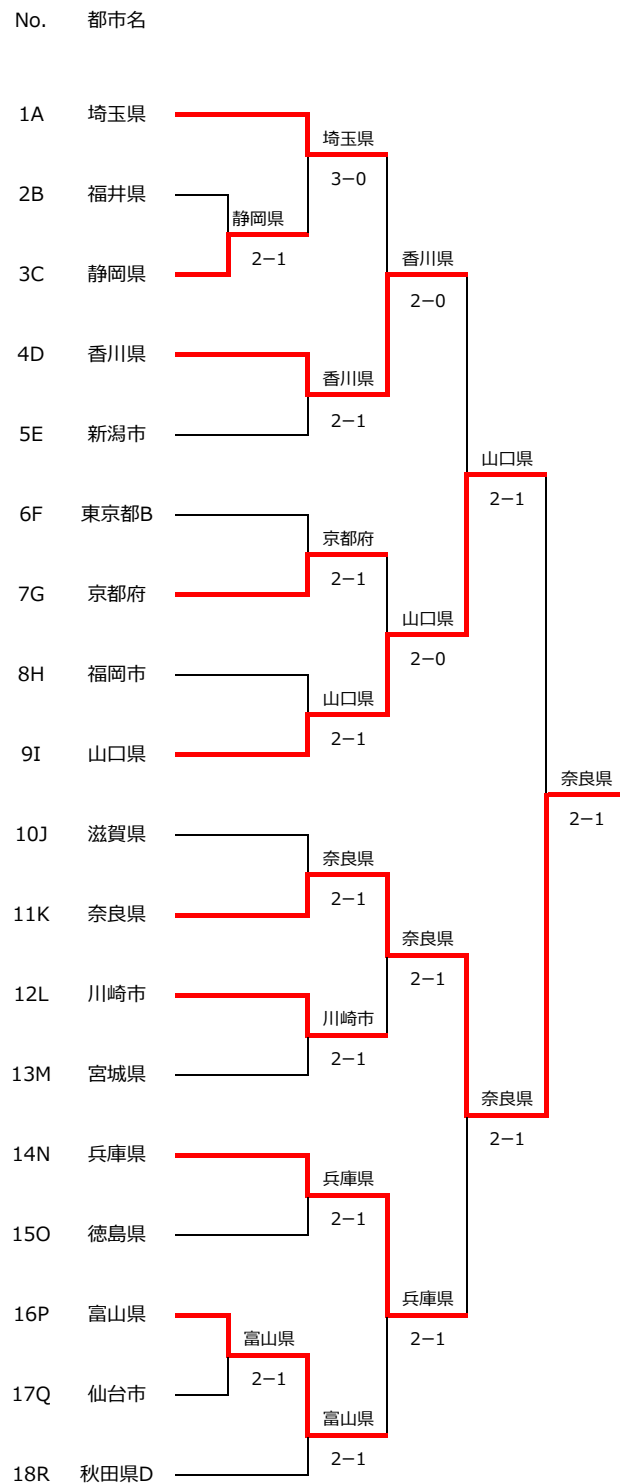 No. 都市名
1A 埼玉県
埼玉県
3−0
2B 福井県
静岡県
2−1
3C 静岡県
香川県
2−0
4D 香川県
香川県
2−1
5E 新潟市
山口県
2−1
6F 東京都B
京都府
2−1
7G 京都府
山口県
2−0
8H 福岡市
山口県
2−1
9I 山口県
奈良県
2−1
10J 滋賀県
奈良県
2−1
11K 奈良県
奈良県
2−1
12L 川崎市
川崎市
2−1
13M 宮城県
奈良県
2−1
14N 兵庫県
兵庫県
2−1
15O 徳島県
兵庫県
2−1
16P 富山県
富山県
2−1
17Q 仙台市
富山県
2−1
18R 秋田県D